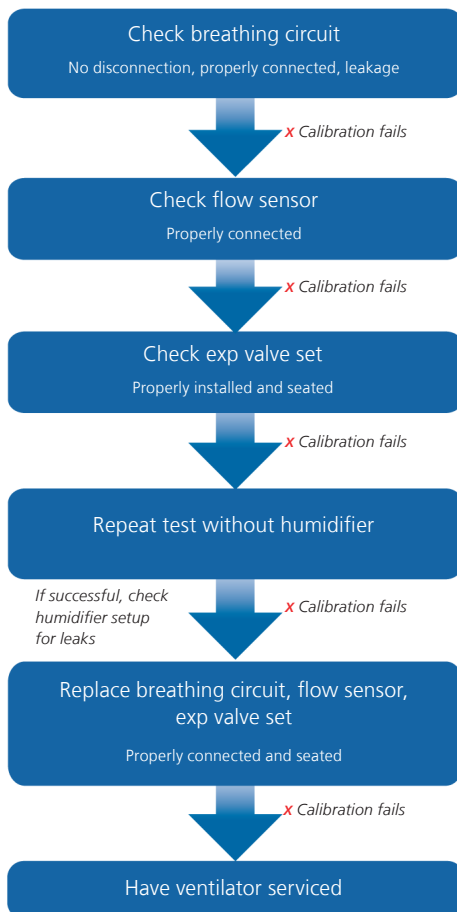 Check breathing circuit
No disconnection, properly connected, leakage
x Calibration fails
Check flow sensor
Properly connected
x Calibration fails
Check exp valve set
Properly installed and seated
x Calibration fails
Repeat test without humidifier
If successful, check
humidifier setup
for leaks
x Calibration fails
Replace breathing circuit, flow sensor,
exp valve set
Properly connected and seated
x Calibration fails
Have ventilator serviced